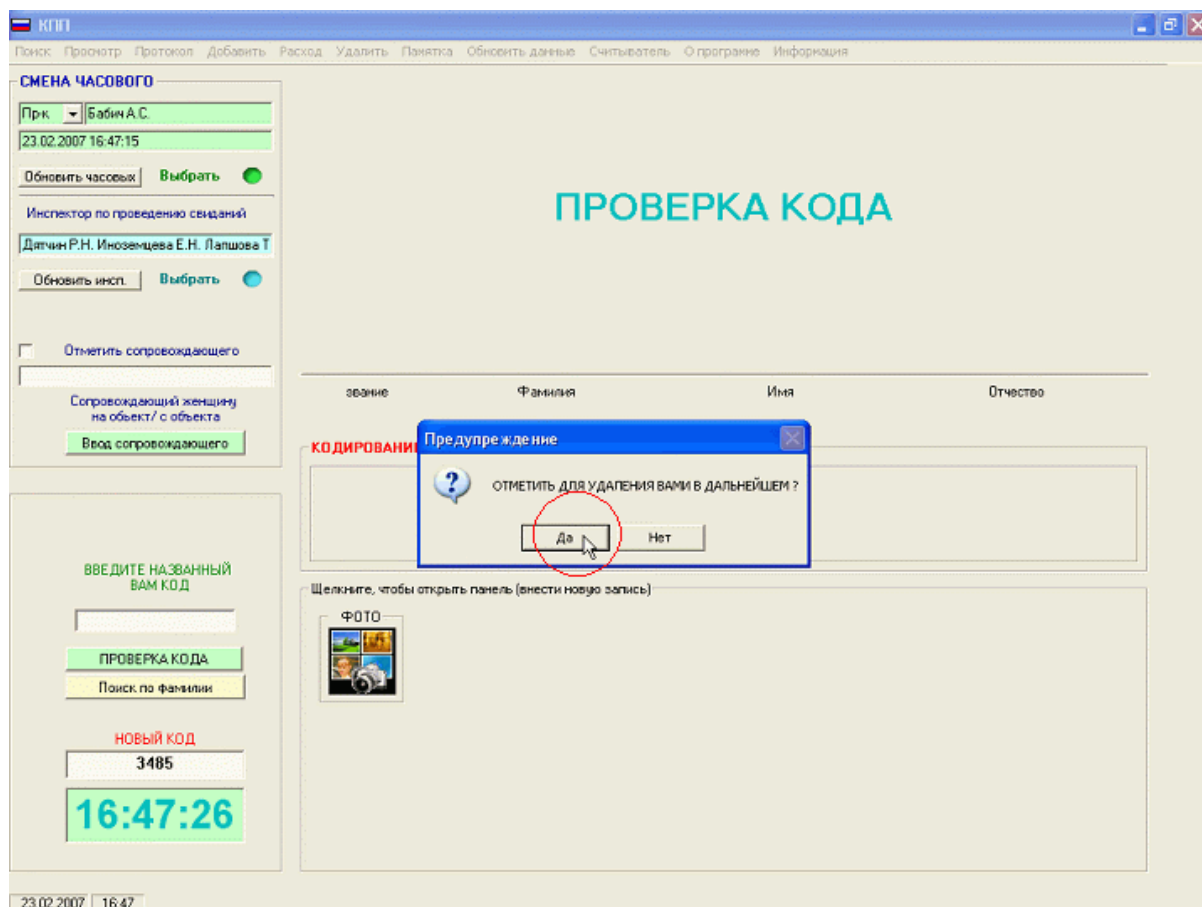 КПП
Поиск Просмотр Протокол Добавить Расход Удалить Памятка Обновить данные Считыватель О программе Информация
СМЕНА ЧАСОВОГО
Прк. Бабич А.С.
23.02.2007 16:47:15
Обновить часовых Выбрать
Инспектор по проведению свиданий
Дятчин Р.Н. Иноземцева Е.Н. Лапшова Т
Обновить инсп. Выбрать
Отметить сопровождающего
Сопровождающий женщину
на объект/ с объекта
Ввод сопровождающего
ПРОВЕРКА КОДА
звание Фамилия Имя Отчество
КОДИРОВАНИ
Предупреждение
ОТМЕТИТЬ ДЛЯ УДАЛЕНИЯ ВАМИ В ДАЛЬНЕЙШЕМ ?
Да Нет
ВВЕДИТЕ НАЗВАННЫЙ
ВАМ КОД
ПРОВЕРКА КОДА
Поиск по фамилии
НОВЫЙ КОД
3485
16:47:26
Щелкните, чтобы открыть панель (внести новую запись)
ФОТО
23.02.2007 16:47